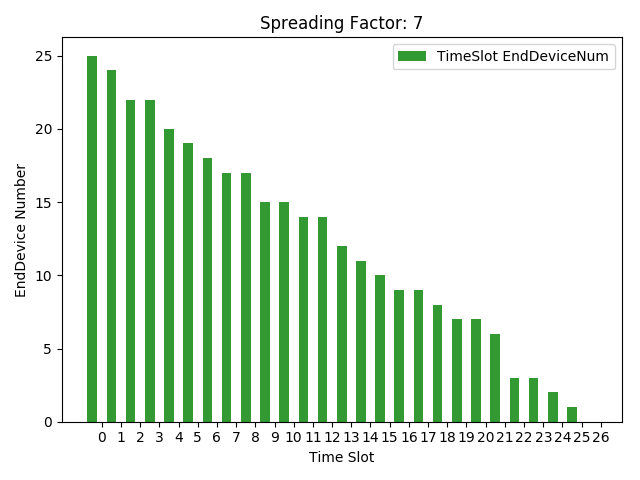 Spreading Factor: 7
TimeSlot EndDeviceNum
EndDevice Number
25
20
15
10
5
0
0 1 2 3 4 5 6 7 8 9 10 11 12 13 14 15 16 17 18 19 20 21 22 23 24 25 26
Time Slot